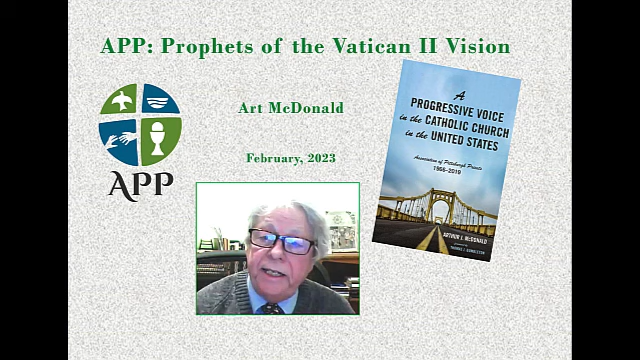 APP: Prophets of the Vatican II Vision
Art McDonald
February, 2023
APP
A
PROGRESSIVE VOICE
in the CATHOLIC CHURCH
in the UNITED STATES
Association of Pittsburgh Priests
1966-2019
ARTHUR J. McDONALD